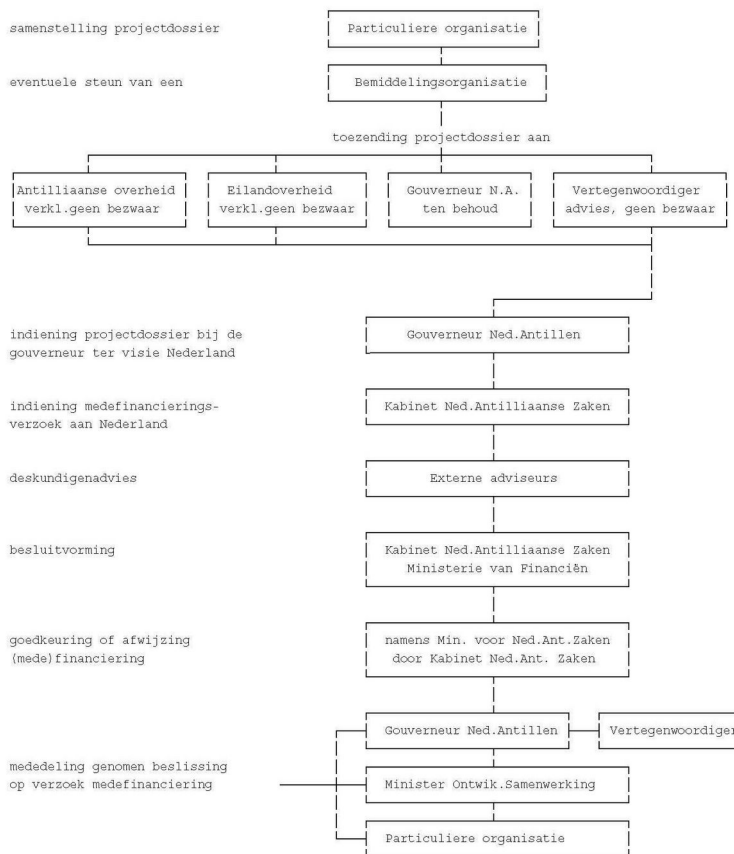 samenstelling projectdossier
Particuliere organisatie
eventuele steun van een
Bemiddelingsorganisatie
toezending projectdossier aan
Antilliaanse overheid
verkl.geen bezwaar
Eilandoverheid
verkl.geen bezwaar
Gouverneur N.A.
ten behoud
Vertegenwoordiger
advies, geen bezwaar
indiening projectdossier bij de
gouverneur ter visie Nederland
Gouverneur Ned.Antillen
indiening medefinancierings-
verzoek aan Nederland
Kabinet Ned.Antilliaanse Zaken
deskundigenadvies
Externe adviseurs
besluitvorming
Kabinet Ned.Antilliaanse Zaken
Ministerie van Financiën
goedkeuring of afwijzing
(mede)financiering
namens Min. voor Ned.Ant.Zaken
door Kabinet Ned.Ant. Zaken
Gouverneur Ned.Antillen
Vertegenwoordiger
mededeling genomen beslissing
op verzoek medefinanciering
Minister Ontwik.Samenwerking
Particuliere organisatie